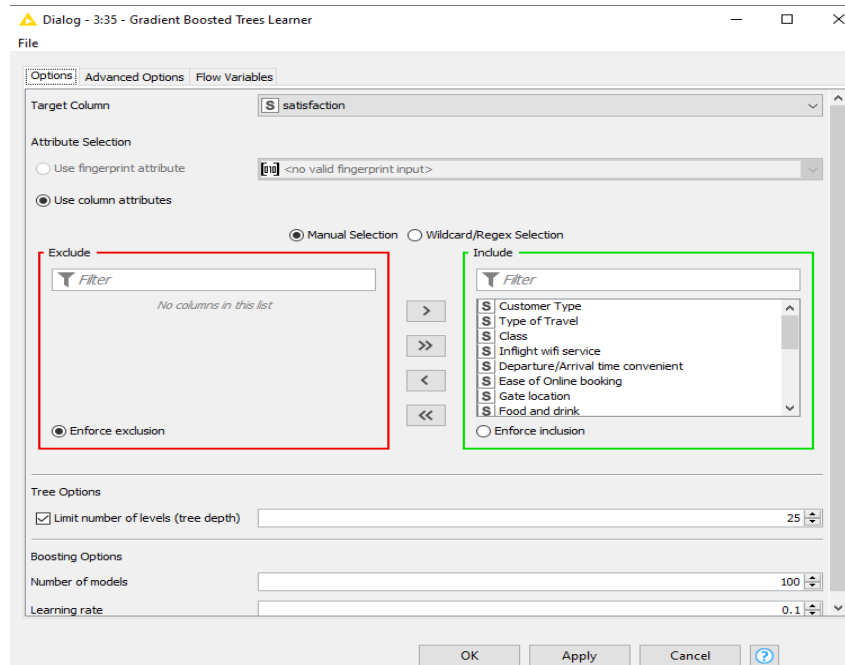 Dialog - 3:35 - Gradient Boosted Trees Learner
File
Options Advanced Options Flow Variables
Target Column S satisfaction
Attribute Selection
Use fingerprint attribute [010] <no valid fingerprint input>
Use column attributes
Manual Selection Wildcard/Regex Selection
Exclude Include
Filter Filter
No columns in this list
S Customer Type
S Type of Travel
S Class
S Inflight wifi service
S Departure/Arrival time convenient
S Ease of Online booking
S Gate location
S Food and drink
> 
>>
<
<<
Enforce exclusion Enforce inclusion
Tree Options
Limit number of levels (tree depth) 25
Boosting Options
Number of models 100
Learning rate 0.1
OK Apply Cancel ?